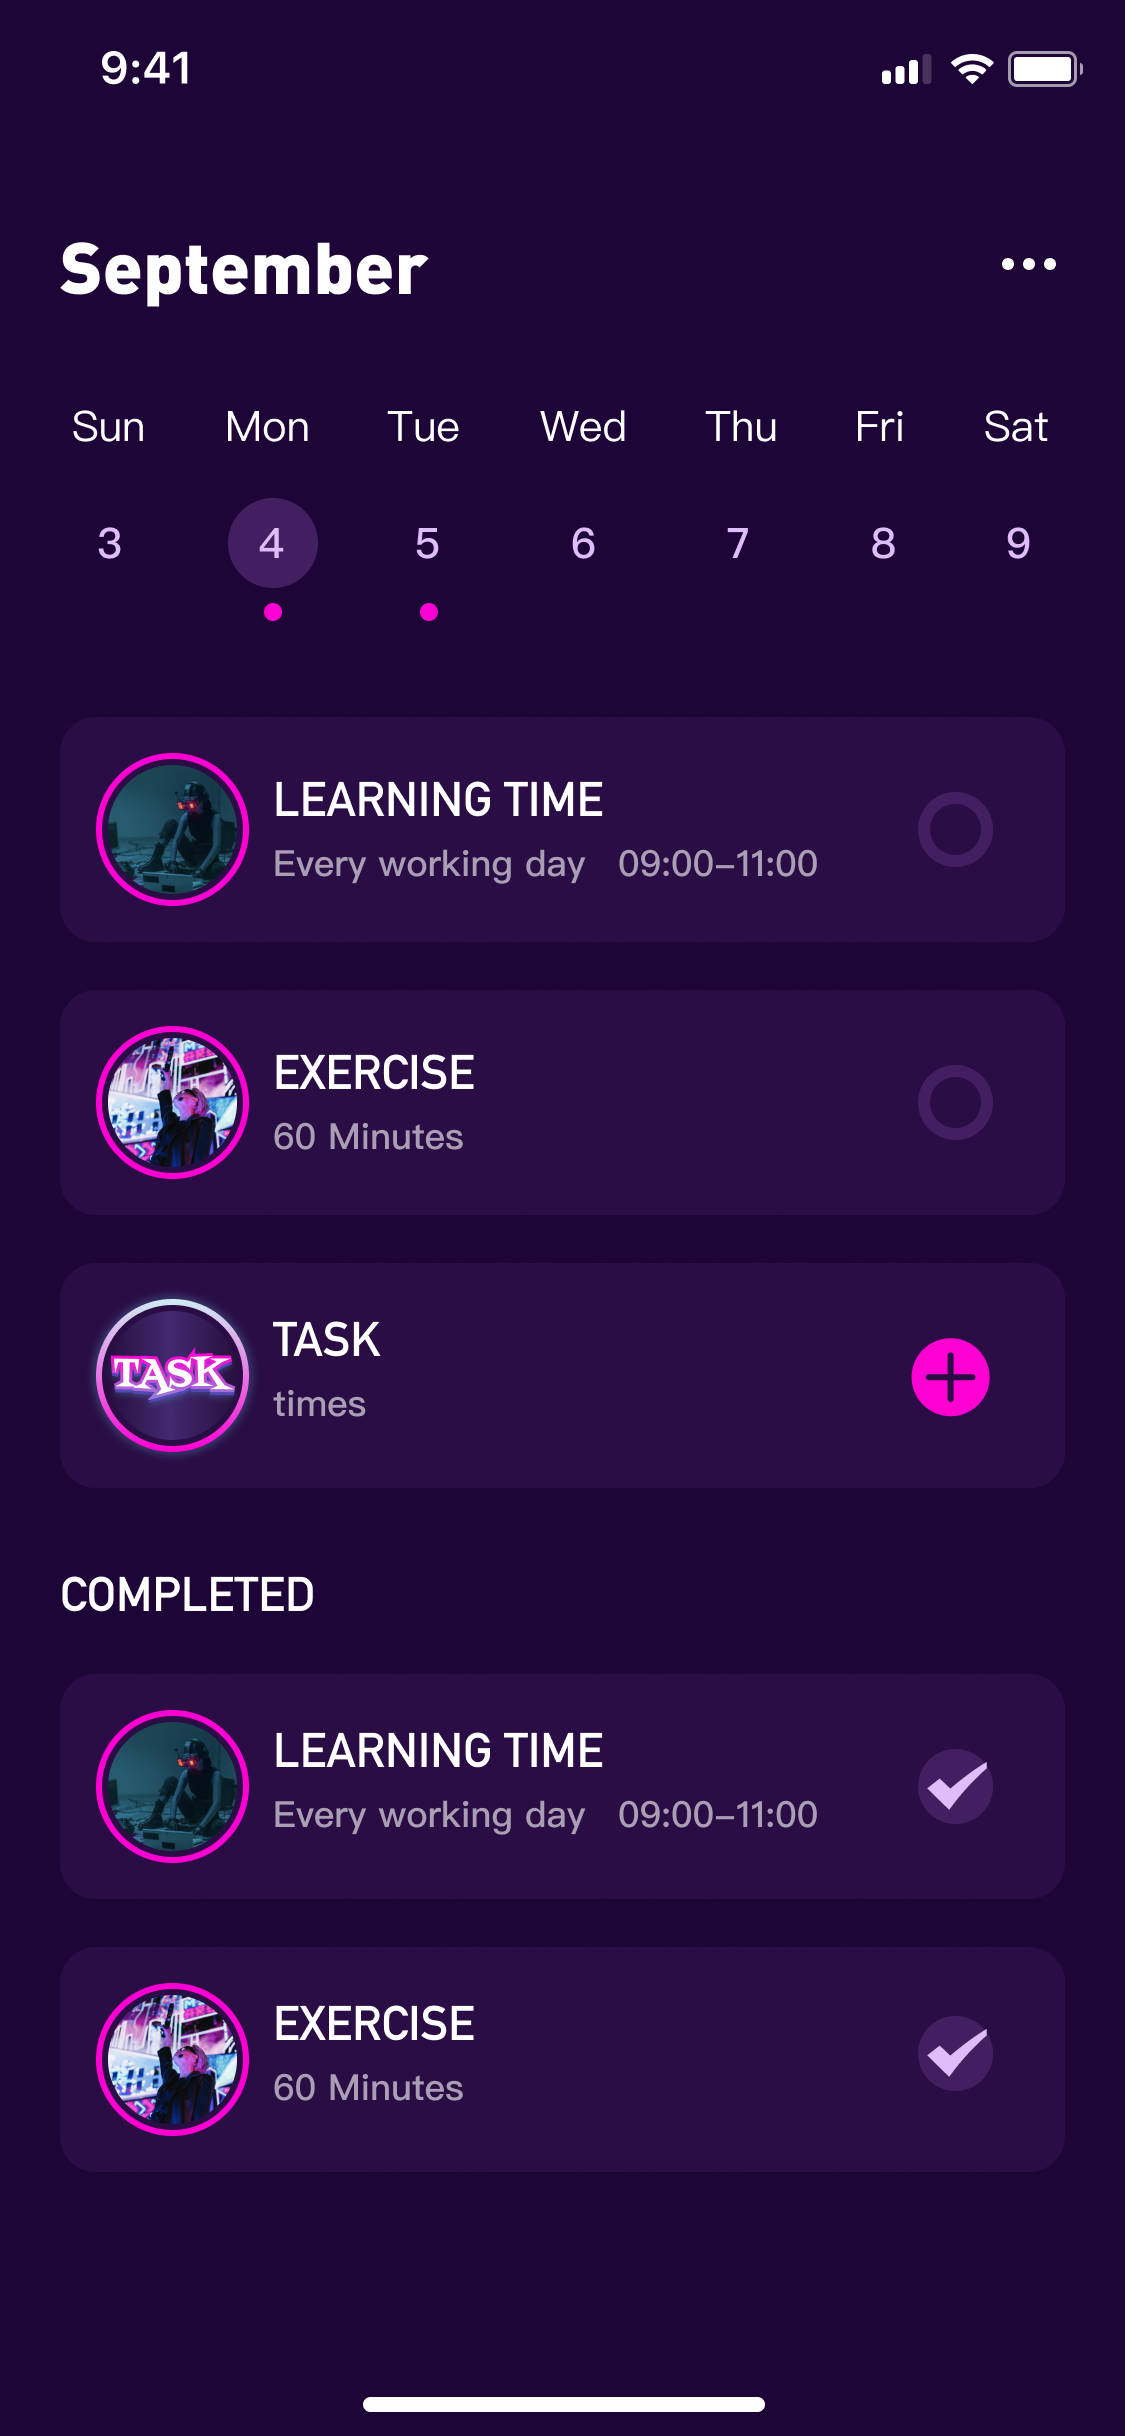 9:41
September
Sun Mon Tue Wed Thu Fri Sat
3 4 5 6 7 8 9
LEARNING TIME
Every working day 09:00–11:00
EXERCISE
60 Minutes
TASK
TASK
times
COMPLETED
LEARNING TIME
Every working day 09:00–11:00
EXERCISE
60 Minutes